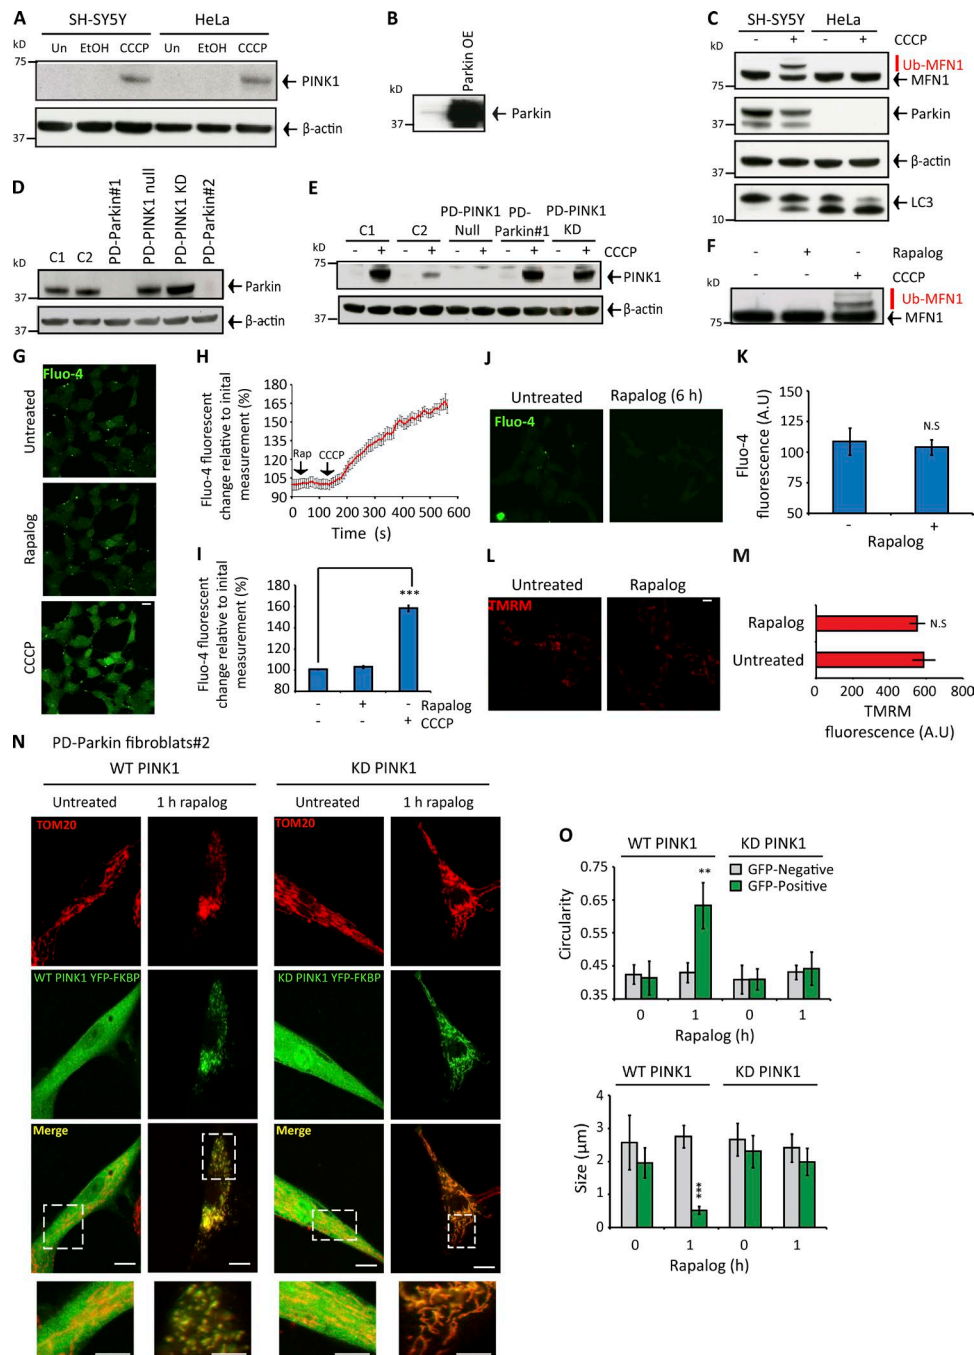 A
SH-SY5Y HeLa
kD Un EtOH CCCP Un EtOH CCCP
75
PINK1
β-actin
37
B
Parkin OE
kD
37
Parkin
C
SH-SY5Y HeLa
- + - + CCCP
kD
Ub-MFN1
75
MFN1
Parkin
37
β-actin
LC3
10
D
PD-Parkin#1
PD-PINK1 null
PD-PINK1 KD
PD-Parkin#2
kD
C1 C2
Parkin
37
β-actin
37
E
C1 C2 PD-PINK1 Null PD-Parkin#1 PD-PINK1 KD
kD - + - + - + - + - + CCCP
75
PINK1
β-actin
37
F
- + - Rapalog
kD - - + CCCP
Ub-MFN1
75
MFN1
G
Fluo-4
Untreated
Rapalog
CCCP
H
Fluo-4 fluorescent
change relative to inital
measurement (%)
180
165
150
135
120
105
90
Rap CCCP
0 100 200 300 400 500 600
Time (s)
I
Fluo-4 fluorescent
change relative to inital
measurement (%)
180
160
140
120
100
80
***
- + - Rapalog
- - + CCCP
J
Untreated Rapalog (6 h)
Fluo-4
K
Fluo-4
fluorescence (A.U)
150
125
100
75
50
N.S
- +
Rapalog
L
Untreated Rapalog
TMRM
M
Rapalog
N.S
Untreated
0 200 400 600 800
TMRM
fluorescence (A.U)
N PD-Parkin fibroblats#2
WT PINK1 KD PINK1
Untreated 1 h rapalog Untreated 1 h rapalog
TOM20 TOM20
WT PINK1 YFP-FKBP KD PINK1 YFP-FKBP
Merge Merge
O
WT PINK1 KD PINK1
GFP-Negative
GFP-Positive
Circularity
0.75
0.65
0.55
0.45
0.35
**
0 1 0 1
Rapalog (h)
WT PINK1 KD PINK1
Size (μm)
4
3
2
1
0
***
0 1 0 1
Rapalog (h)